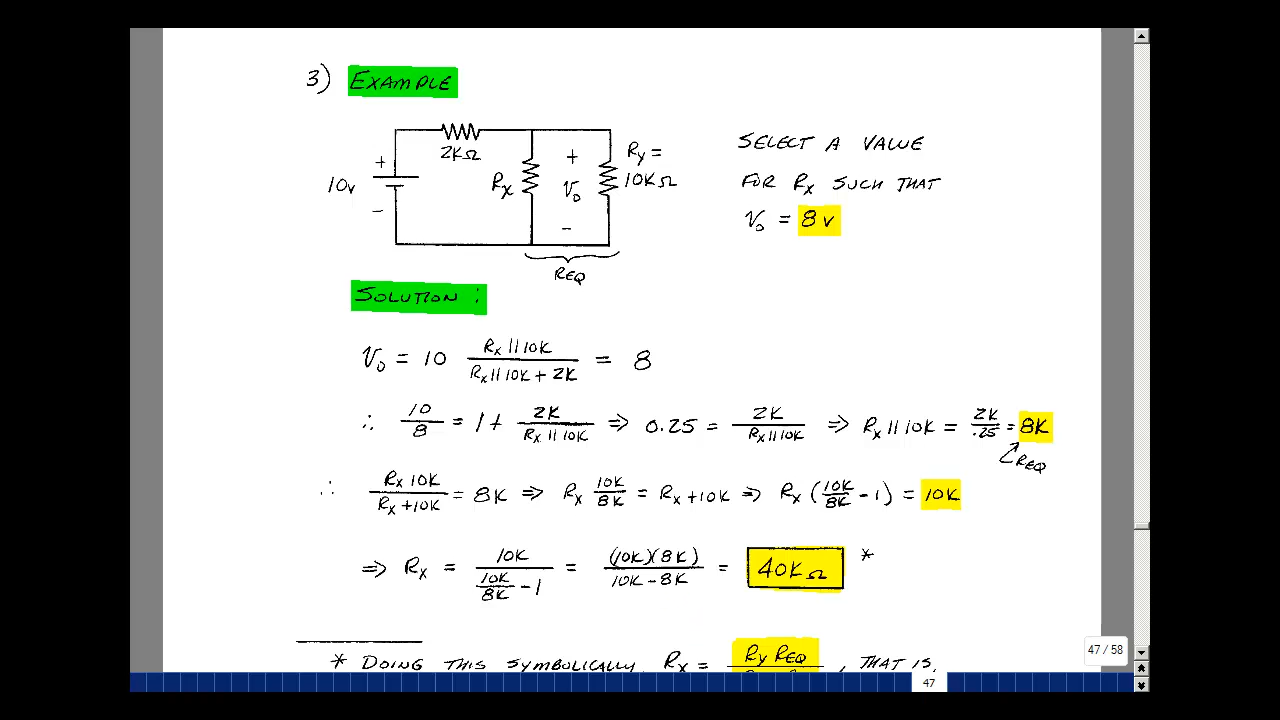 3) EXAMPLE
2KΩ
+
10v
-
Rx
+
Vo
-
Ry =
10KΩ
REQ
SELECT A VALUE
FOR Rx SUCH THAT
Vo = 8v
SOLUTION :
Vo = 10 (Rx||10K)/(Rx||10K + 2K) = 8
∴ 10/8 = 1 + 2K/(Rx||10K) ⇒ 0.25 = 2K/(Rx||10K) ⇒ Rx||10K = 2K/.25 = 8K
REQ
∴ (Rx 10K)/(Rx + 10K) = 8K ⇒ Rx 10K/8K = Rx + 10K ⇒ Rx (10K/8K - 1) = 10K
⇒ Rx = 10K/(10K/8K - 1) = (10K)(8K)/(10K - 8K) = 40KΩ *
* DOING THIS SYMBOLICALLY, Rx = Ry REQ , THAT IS,
47 / 58
47